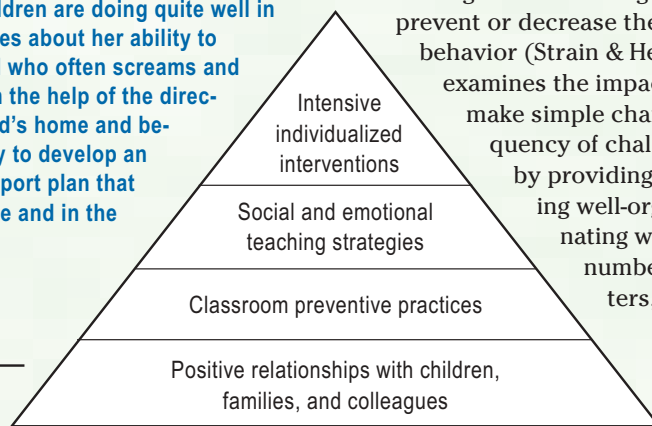 ldren are doing quite well in
es about her ability to
who often screams and
the help of the direc-
d's home and be-
y to develop an
port plan that
e and in the
Intensive
individualized
interventions
Social and emotional
teaching strategies
Classroom preventive practices
Positive relationships with children,
families, and colleagues
prevent or decrease the
behavior (Strain & He
examines the impac
make simple cha
quency of chal
by providing
ing well-or
nating w
numbe
ters.